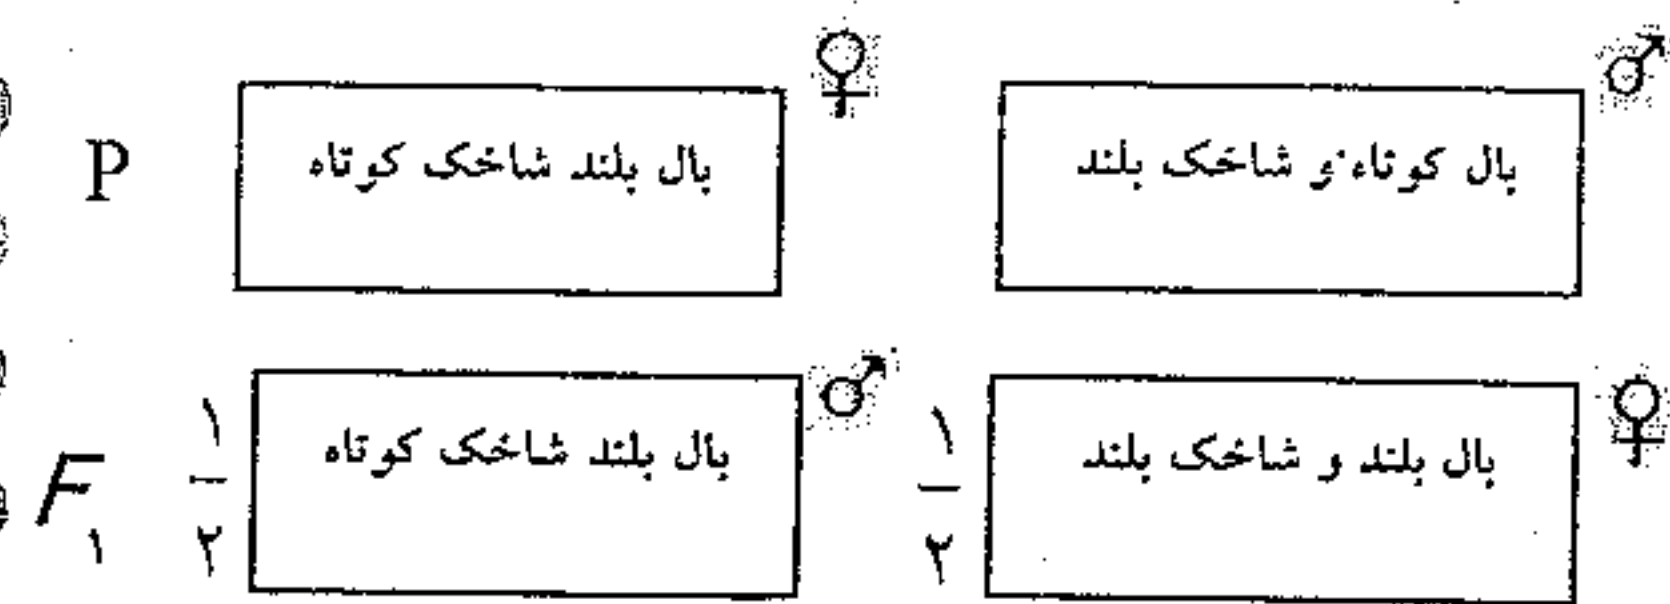 P بال بلند شاخک کوتاه ♀ بال کوتاه و شاخک بلند ♂
F۱ ۱/۲ بال بلند شاخک کوتاه ♂ ۱/۲ بال بلند و شاخک بلند ♀